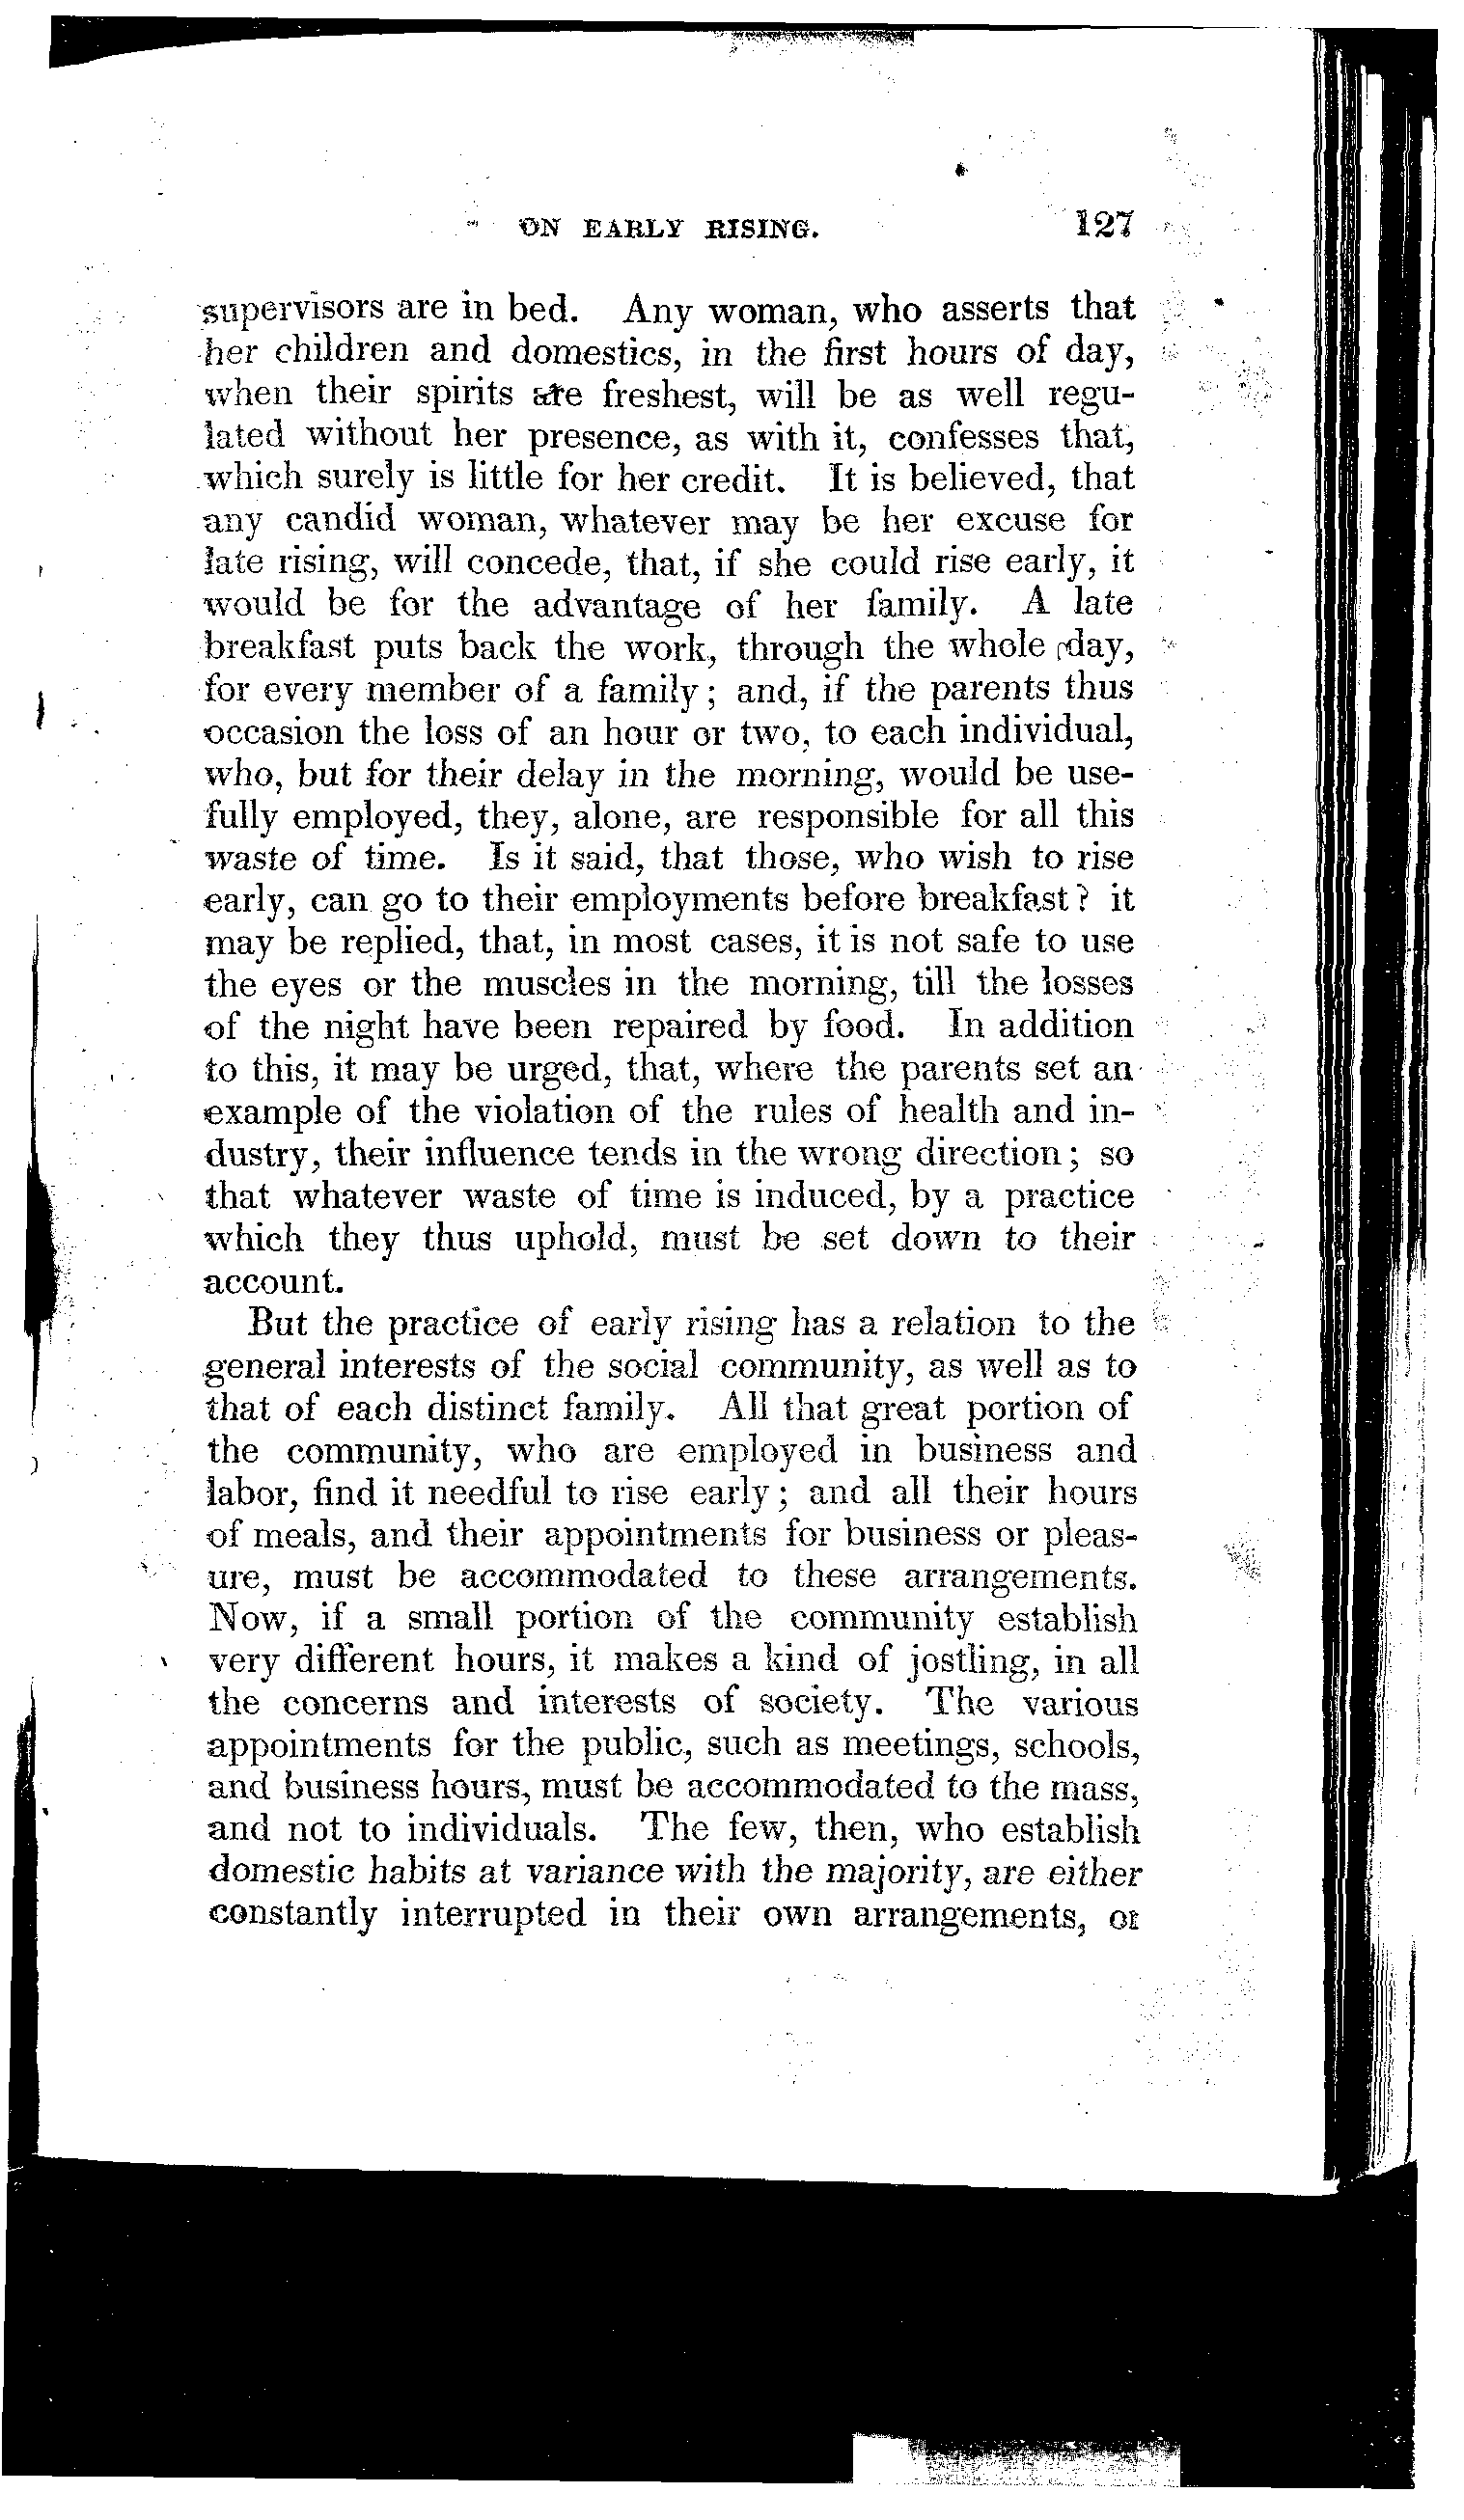 ON EARLY RISING. 127
supervisors are in bed. Any woman, who asserts that
her children and domestics, in the first hours of day,
when their spirits are freshest, will be as well regu-
lated without her presence, as with it, confesses that,
which surely is little for her credit. It is believed, that
any candid woman, whatever may be her excuse for
late rising, will concede, that, if she could rise early, it
would be for the advantage of her family. A late
breakfast puts back the work, through the whole day,
for every member of a family; and, if the parents thus
occasion the loss of an hour or two, to each individual,
who, but for their delay in the morning, would be use-
fully employed, they, alone, are responsible for all this
waste of time. Is it said, that those, who wish to rise
early, can go to their employments before breakfast? it
may be replied, that, in most cases, it is not safe to use
the eyes or the muscles in the morning, till the losses
of the night have been repaired by food. In addition
to this, it may be urged, that, where the parents set an
example of the violation of the rules of health and in-
dustry, their influence tends in the wrong direction; so
that whatever waste of time is induced, by a practice
which they thus uphold, must be set down to their
account.
But the practice of early rising has a relation to the
general interests of the social community, as well as to
that of each distinct family. All that great portion of
the community, who are employed in business and
labor, find it needful to rise early; and all their hours
of meals, and their appointments for business or pleas-
ure, must be accommodated to these arrangements.
Now, if a small portion of the community establish
very different hours, it makes a kind of jostling, in all
the concerns and interests of society. The various
appointments for the public, such as meetings, schools,
and business hours, must be accommodated to the mass,
and not to individuals. The few, then, who establish
domestic habits at variance with the majority, are either
constantly interrupted in their own arrangements, or